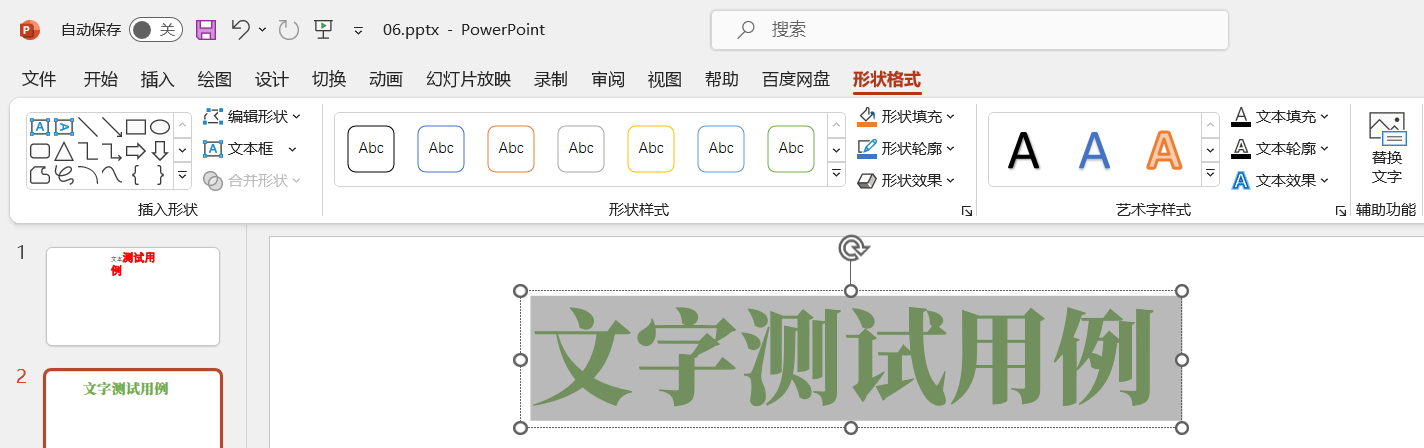 自动保存 关 06.pptx - PowerPoint 搜索
文件 开始 插入 绘图 设计 切换 动画 幻灯片放映 录制 审阅 视图 帮助 百度网盘 形状格式
编辑形状
文本框
合并形状
插入形状
Abc Abc Abc Abc Abc Abc Abc
形状填充
形状轮廓
形状效果
形状样式
A A A
文本填充
文本轮廓
文本效果
艺术字样式
替换
文字
辅助功能
1
文本测试用
例
2
文字测试用例
文字测试用例